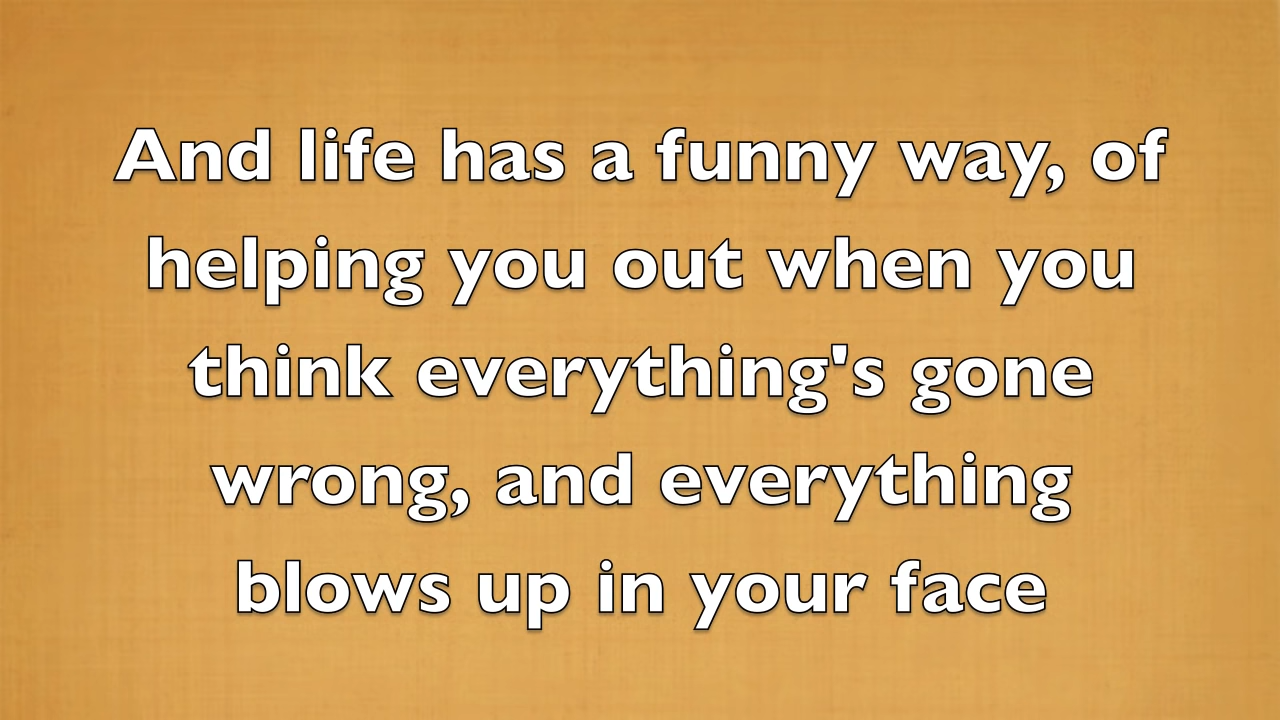 And life has a funny way, of
helping you out when you
think everything's gone
wrong, and everything
blows up in your face